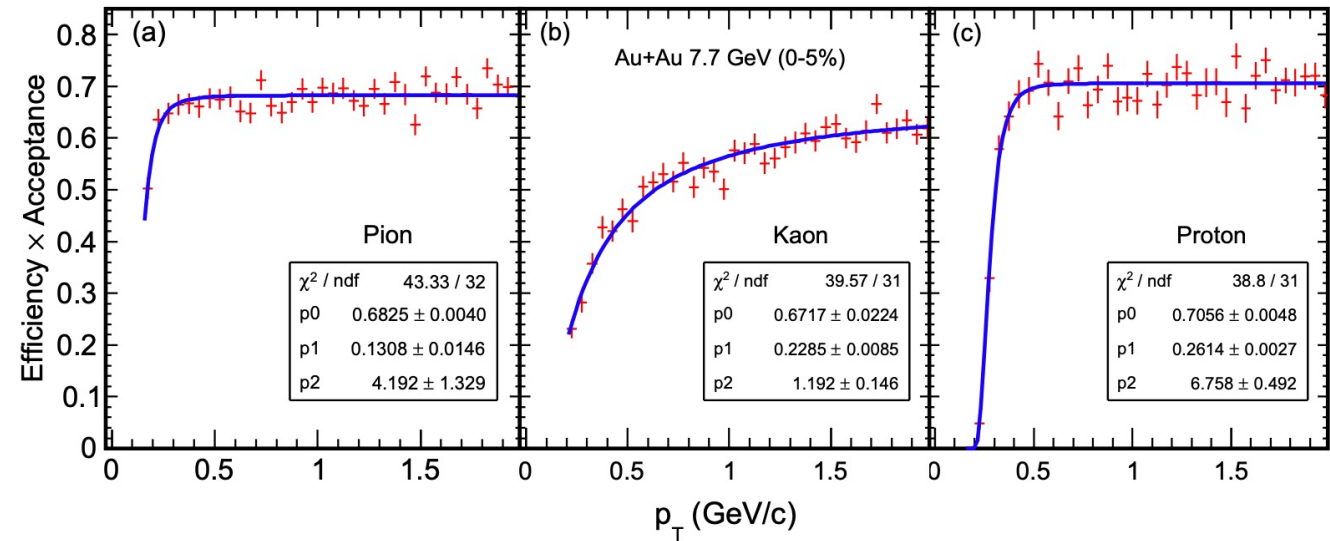 (a)
(b)
(c)
Au+Au 7.7 GeV (0-5%)
Efficiency × Acceptance
0.8
0.7
0.6
0.5
0.4
0.3
0.2
0.1
0
Pion
χ² / ndf 43.33 / 32
p0 0.6825 ± 0.0040
p1 0.1308 ± 0.0146
p2 4.192 ± 1.329
Kaon
χ² / ndf 39.57 / 31
p0 0.6717 ± 0.0224
p1 0.2285 ± 0.0085
p2 1.192 ± 0.146
Proton
χ² / ndf 38.8 / 31
p0 0.7056 ± 0.0048
p1 0.2614 ± 0.0027
p2 6.758 ± 0.492
0 0.5 1 1.5 0 0.5 1 1.5 0 0.5 1 1.5
p_T (GeV/c)